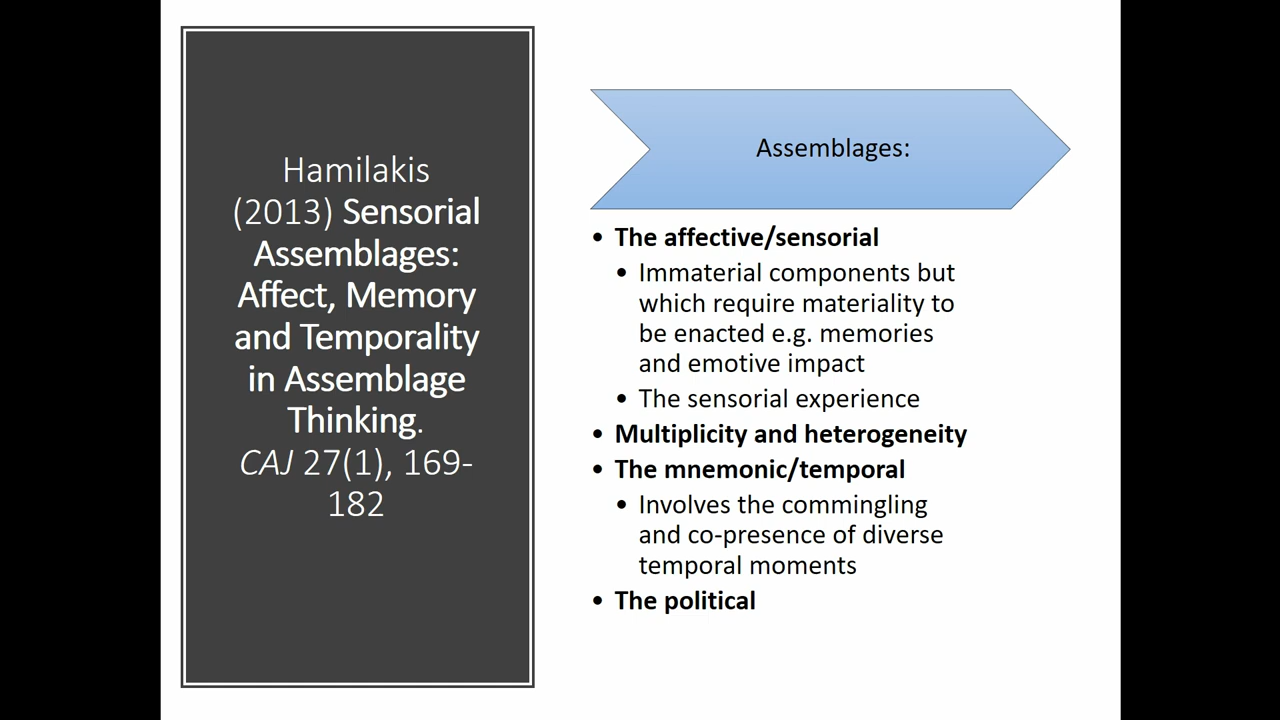 Hamilakis
(2013) Sensorial
Assemblages:
Affect, Memory
and Temporality
in Assemblage
Thinking.
CAJ 27(1), 169-
182
Assemblages:
• The affective/sensorial
• Immaterial components but
which require materiality to
be enacted e.g. memories
and emotive impact
• The sensorial experience
• Multiplicity and heterogeneity
• The mnemonic/temporal
• Involves the commingling
and co-presence of diverse
temporal moments
• The political